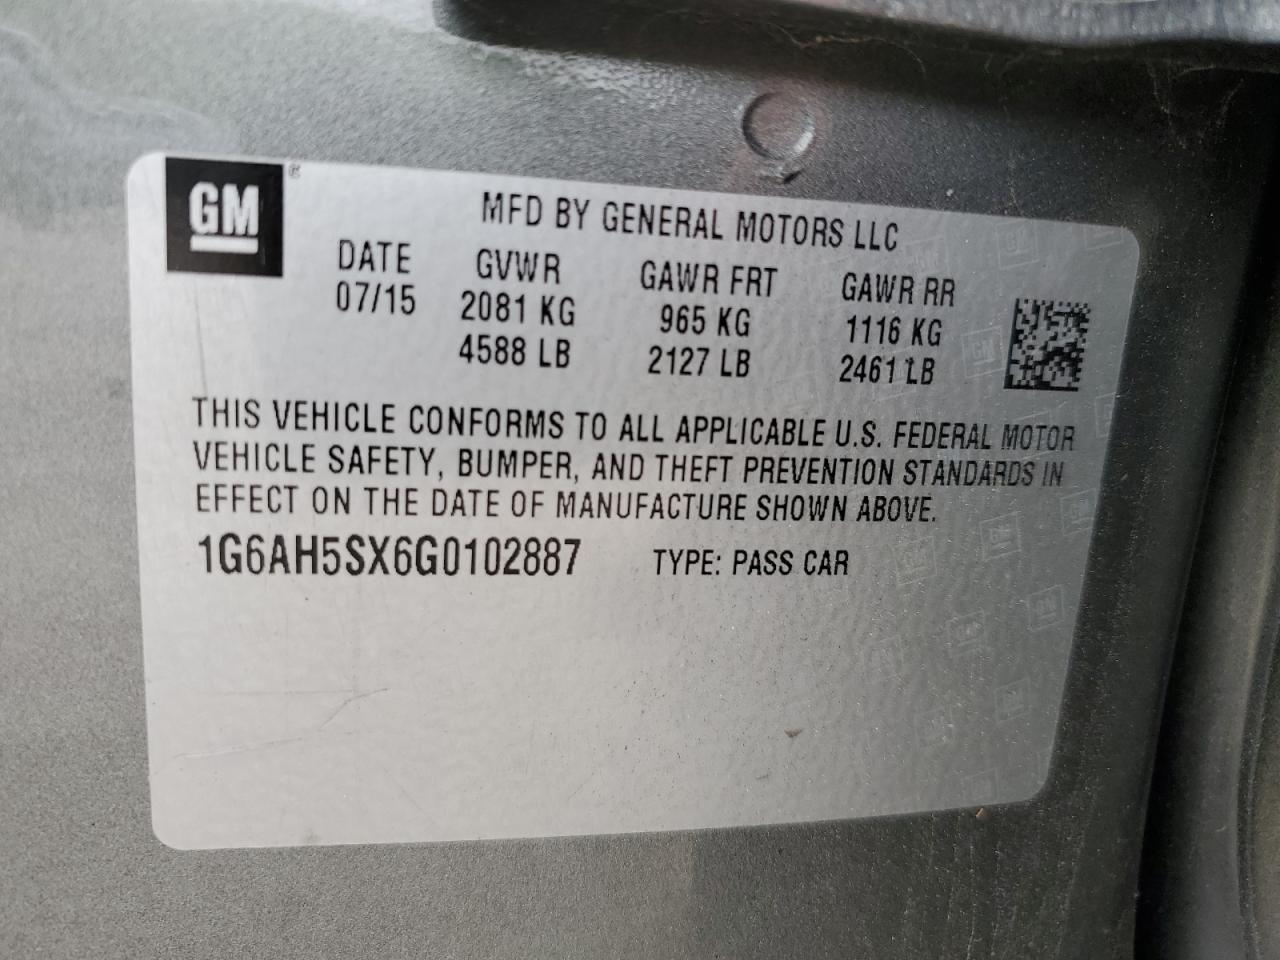 GM
MFD BY GENERAL MOTORS LLC
DATE GVWR GAWR FRT GAWR RR
07/15 2081 KG 965 KG 1116 KG
4588 LB 2127 LB 2461 LB
THIS VEHICLE CONFORMS TO ALL APPLICABLE U.S. FEDERAL MOTOR
VEHICLE SAFETY, BUMPER, AND THEFT PREVENTION STANDARDS IN
EFFECT ON THE DATE OF MANUFACTURE SHOWN ABOVE.
1G6AH5SX6G0102887 TYPE: PASS CAR